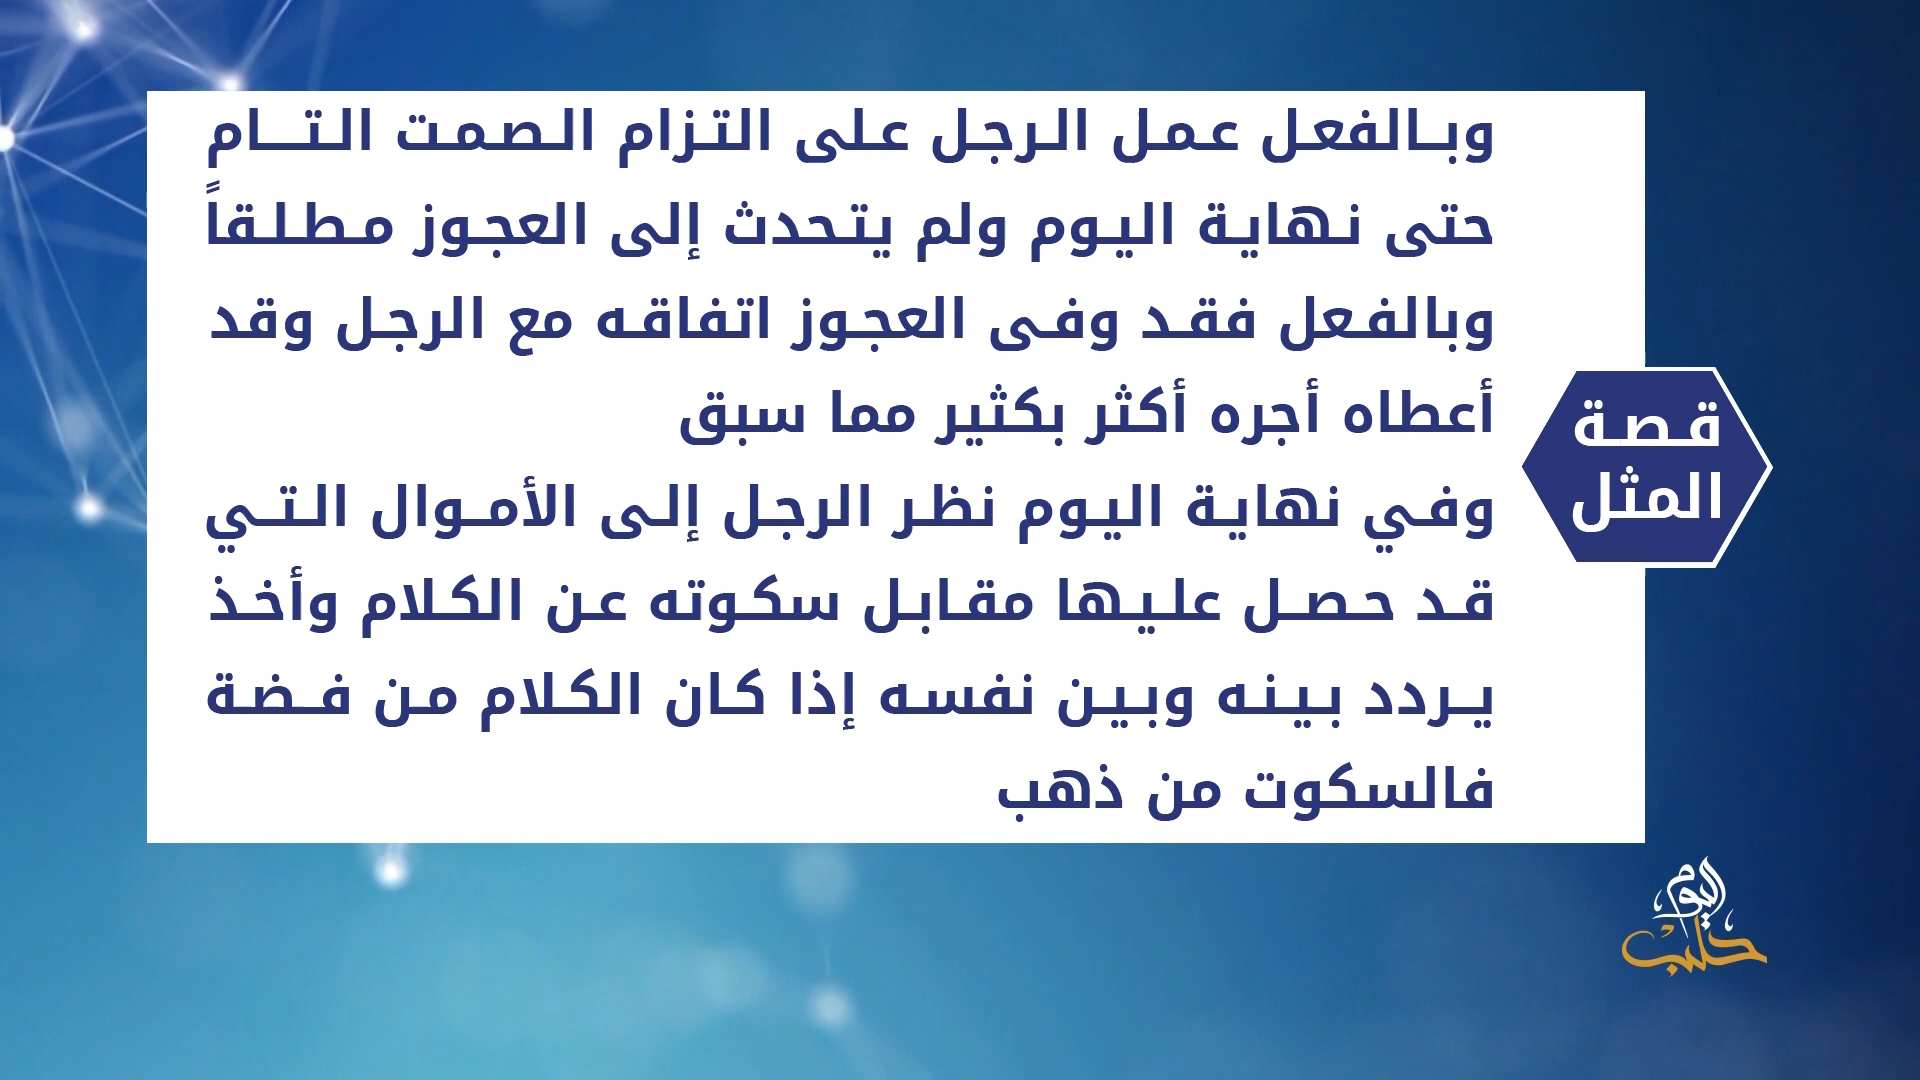 وبالفعل عمل الرجل على التزام الصمت التام
حتى نهاية اليوم ولم يتحدث إلى العجوز مطلقاً
وبالفعل فقد وفى العجوز اتفاقه مع الرجل وقد
أعطاه أجره أكثر بكثير مما سبق
وفي نهاية اليوم نظر الرجل إلى الأموال التي
قد حصل عليها مقابل سكوته عن الكلام وأخذ
يردد بينه وبين نفسه إذا كان الكلام من فضة
فالسكوت من ذهب
قصة
المثل
حلب
اليوم